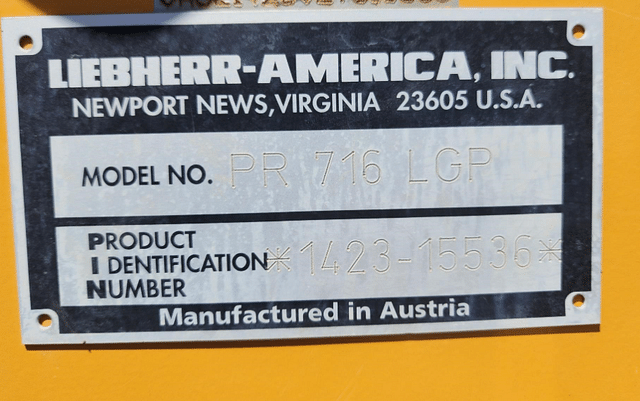 LIEBHERR-AMERICA, INC.
NEWPORT NEWS, VIRGINIA 23605 U.S.A.
MODEL NO. PR 716 LGP
PRODUCT
IDENTIFICATION *1423-15536*
NUMBER
Manufactured in Austria